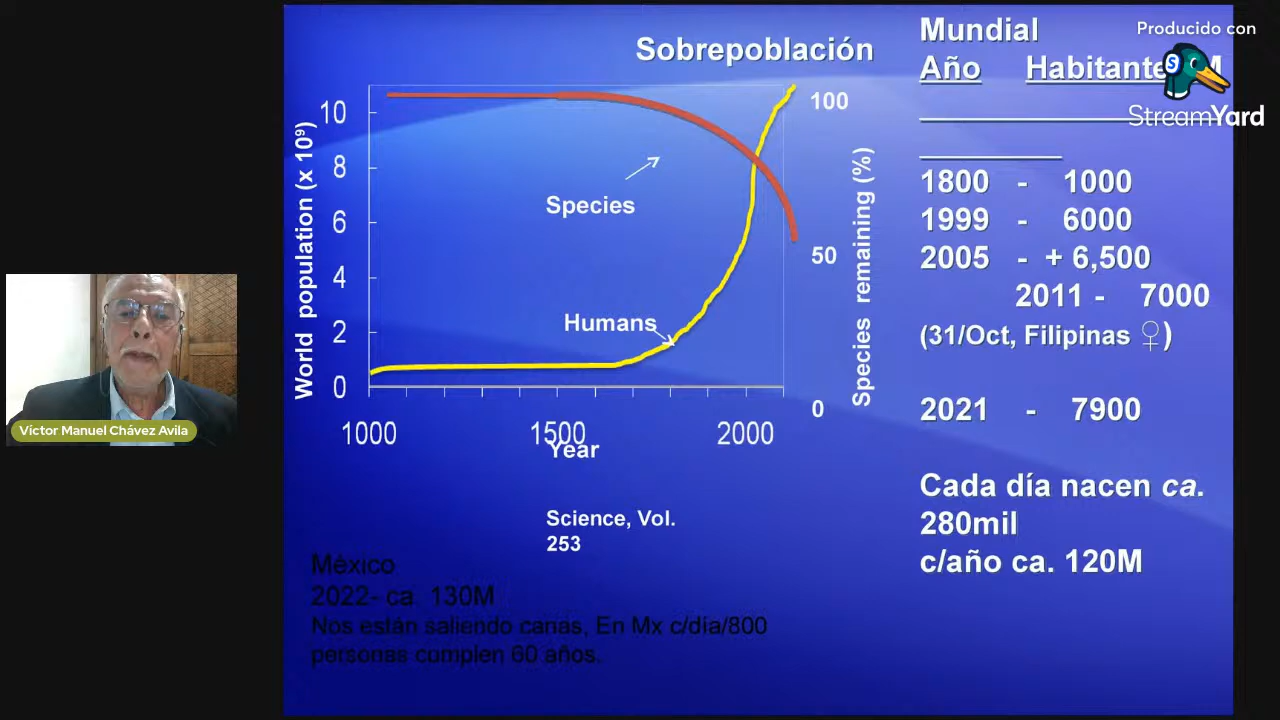 Sobrepoblación
World population (x 10⁹)
10
8
6
4
2
0
100
50
0
Species remaining (%)
Species
Humans
1000 1500 2000
Year
Science, Vol.
253
México
2022- ca. 130M
Nos están saliendo canas, En Mx c/día/800
personas complen 60 años.
Mundial
Año Habitante M
1800 - 1000
1999 - 6000
2005 - + 6,500
2011 - 7000
(31/Oct, Filipinas ♀)
2021 - 7900
Cada día nacen ca.
280mil
c/año ca. 120M
Producido con
StreamYard
Víctor Manuel Chávez Avila